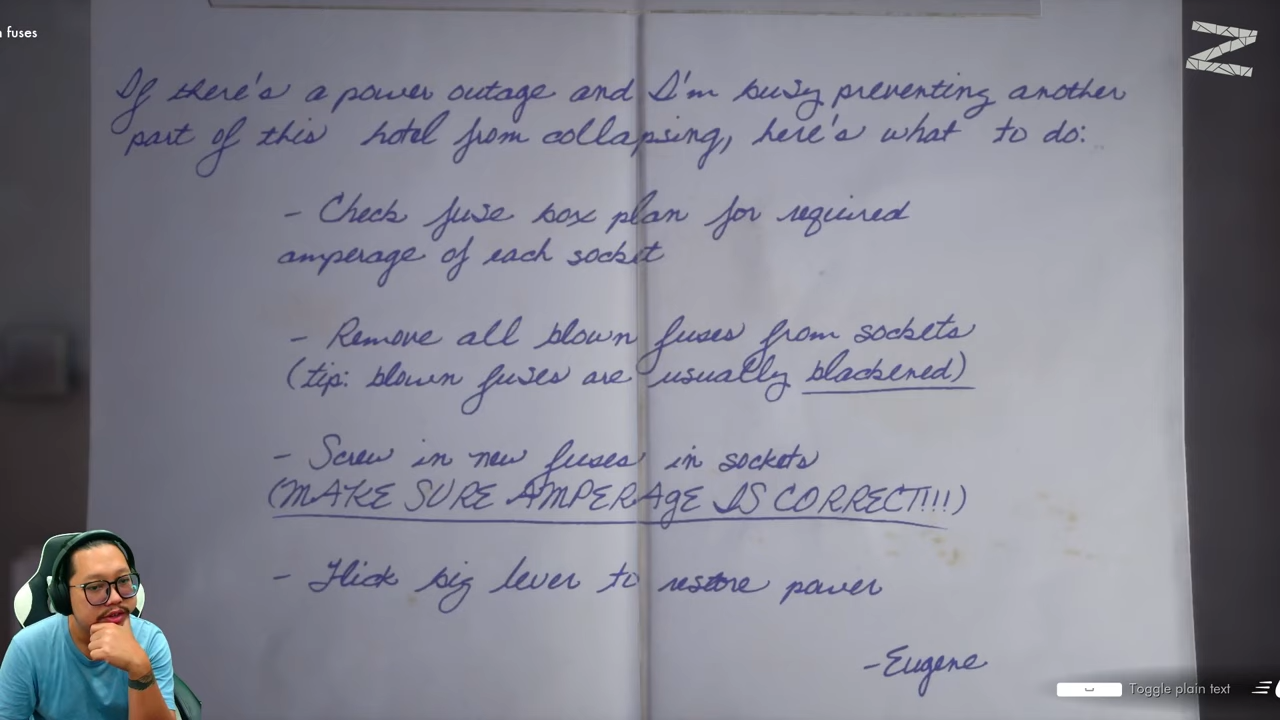 fuses
If there's a power outage and I'm busy preventing another
part of this hotel from collapsing, here's what to do:
- Check fuse box plan for required
amperage of each socket
- Remove all blown fuses from sockets
(tip: blown fuses are usually blackened)
- Screw in new fuses in sockets
(MAKE SURE AMPERAGE IS CORRECT!!!)
- Flick big lever to restore power
-Eugene
Toggle plain text